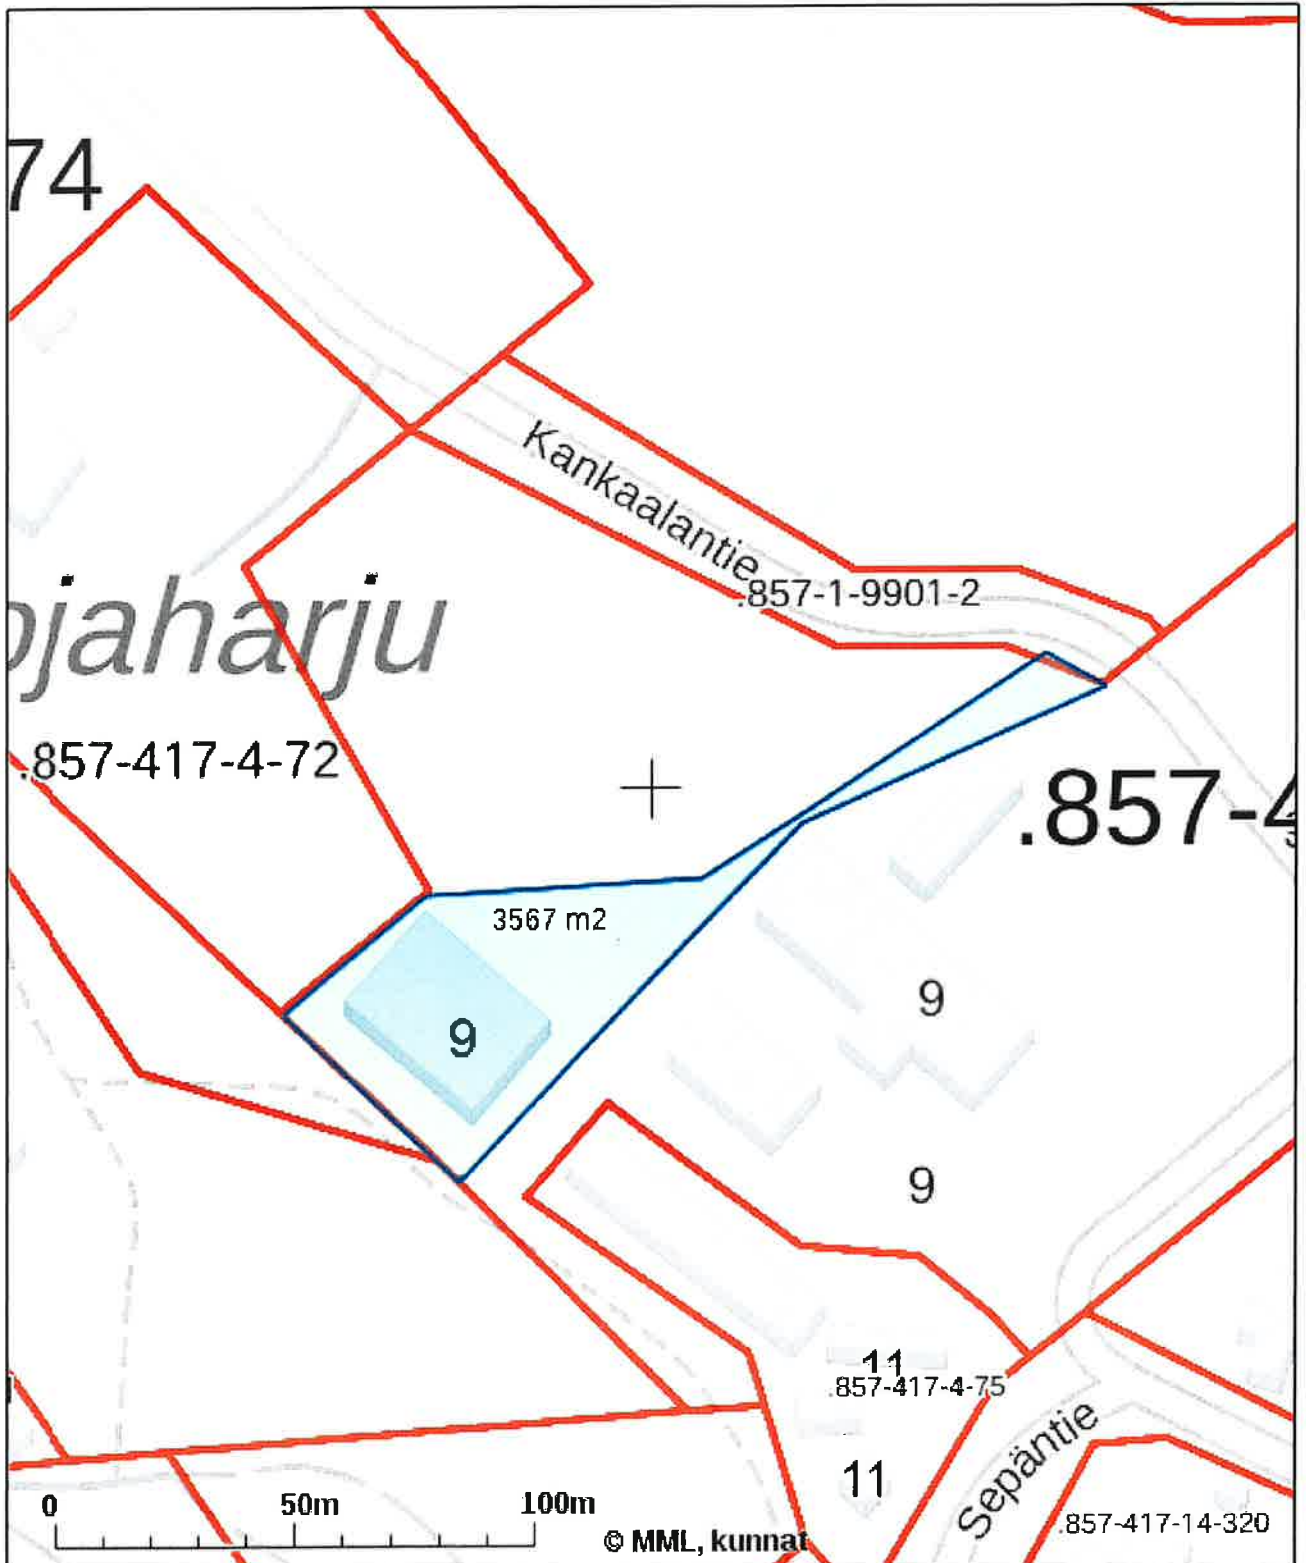 74
Kankaalantie
.857-1-9901-2
ojaharju
.857-417-4-72
.857-4
3567 m2
9
9
9
11
.857-417-4-75
11
Sepäntie
.857-417-14-320
0 50m 100m
© MML, kunnat